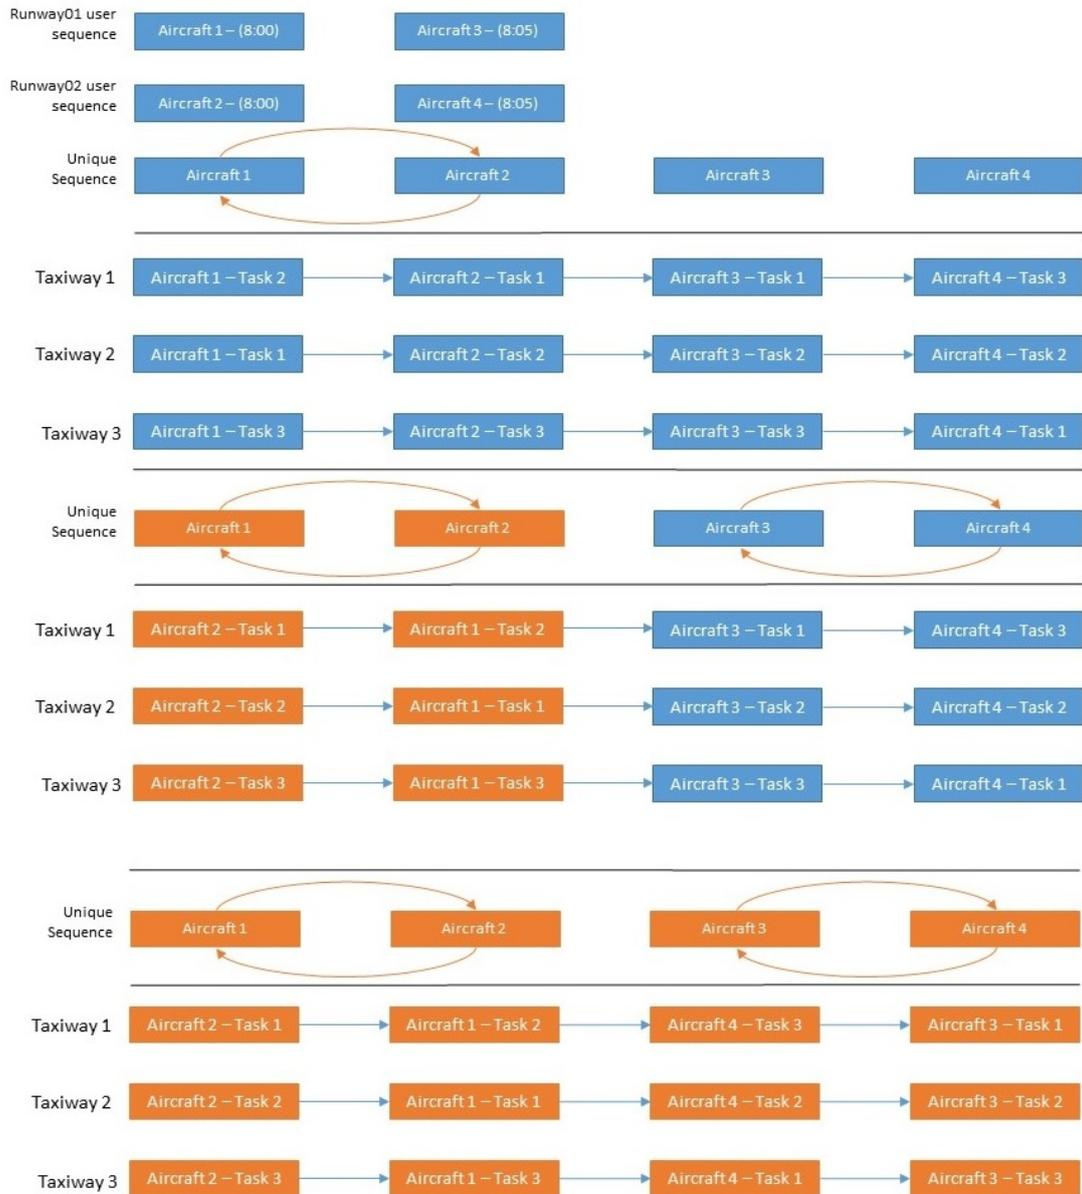 Runway01 user
sequence
Aircraft 1 – (8:00)
Aircraft 3 – (8:05)
Runway02 user
sequence
Aircraft 2 – (8:00)
Aircraft 4 – (8:05)
Unique
Sequence
Aircraft 1
Aircraft 2
Aircraft 3
Aircraft 4
Taxiway 1
Aircraft 1 – Task 2
Aircraft 2 – Task 1
Aircraft 3 – Task 1
Aircraft 4 – Task 3
Taxiway 2
Aircraft 1 – Task 1
Aircraft 2 – Task 2
Aircraft 3 – Task 2
Aircraft 4 – Task 2
Taxiway 3
Aircraft 1 – Task 3
Aircraft 2 – Task 3
Aircraft 3 – Task 3
Aircraft 4 – Task 1
Unique
Sequence
Aircraft 1
Aircraft 2
Aircraft 3
Aircraft 4
Taxiway 1
Aircraft 2 – Task 1
Aircraft 1 – Task 2
Aircraft 3 – Task 1
Aircraft 4 – Task 3
Taxiway 2
Aircraft 2 – Task 2
Aircraft 1 – Task 1
Aircraft 3 – Task 2
Aircraft 4 – Task 2
Taxiway 3
Aircraft 2 – Task 3
Aircraft 1 – Task 3
Aircraft 3 – Task 3
Aircraft 4 – Task 1
Unique
Sequence
Aircraft 1
Aircraft 2
Aircraft 3
Aircraft 4
Taxiway 1
Aircraft 2 – Task 1
Aircraft 1 – Task 2
Aircraft 4 – Task 3
Aircraft 3 – Task 1
Taxiway 2
Aircraft 2 – Task 2
Aircraft 1 – Task 1
Aircraft 4 – Task 2
Aircraft 3 – Task 2
Taxiway 3
Aircraft 2 – Task 3
Aircraft 1 – Task 3
Aircraft 4 – Task 1
Aircraft 3 – Task 3